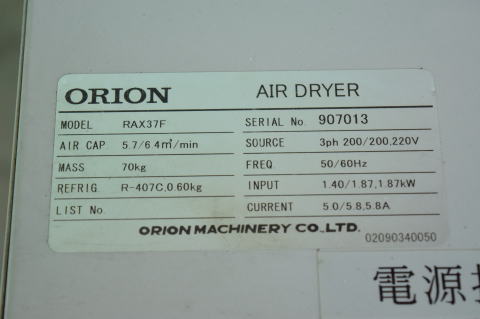 ORION AIR DRYER
MODEL RAX37F SERIAL No. 907013
AIR CAP. 5.7/6.4㎥/min SOURCE 3ph 200/200,220V
MASS 70kg FREQ. 50/60Hz
REFRIG. R-407C,0.60kg INPUT 1.40/1.87,1.87kW
LIST No. CURRENT 5.0/5.8,5.8A
ORION MACHINERY CO.,LTD.
02090340050
電源